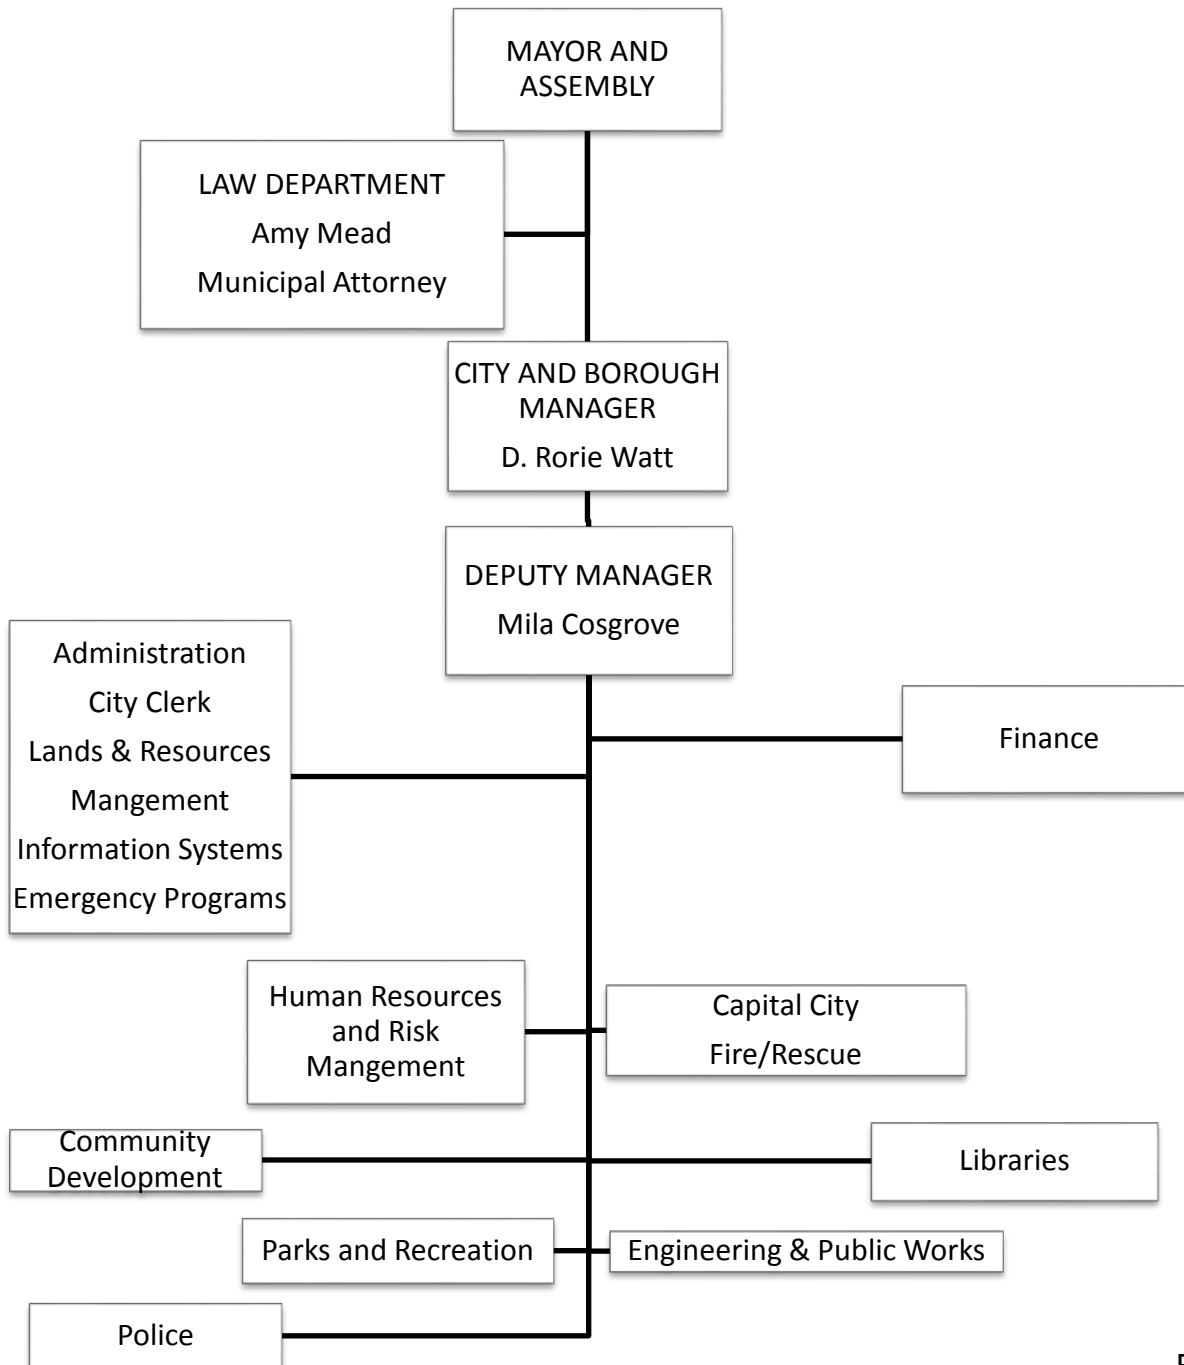 MAYOR AND
ASSEMBLY
LAW DEPARTMENT
Amy Mead
Municipal Attorney
CITY AND BOROUGH
MANAGER
D. Rorie Watt
DEPUTY MANAGER
Mila Cosgrove
Administration
City Clerk
Lands & Resources
Mangement
Information Systems
Emergency Programs
Finance
Human Resources
and Risk
Mangement
Capital City
Fire/Rescue
Community
Development
Libraries
Parks and Recreation
Engineering & Public Works
Police